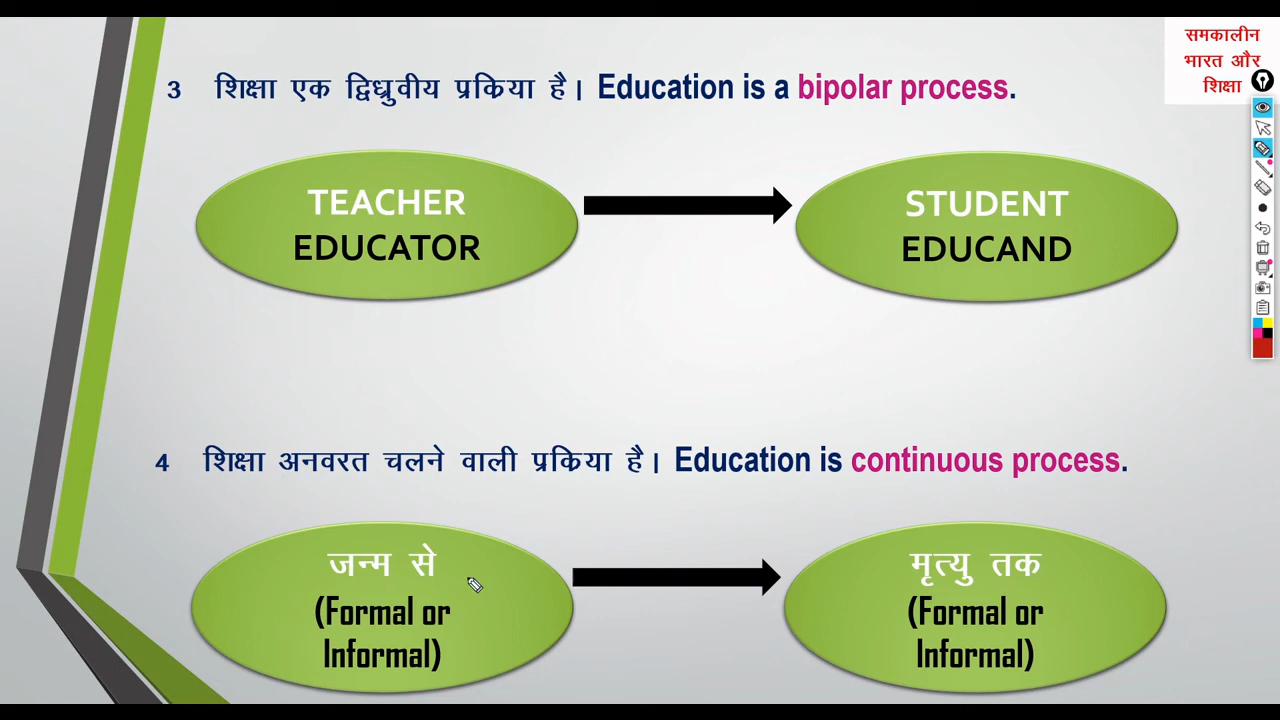 समकालीन
भारत और
शिक्षा
3 शिक्षा एक द्विध्रुवीय प्रकिया है। Education is a bipolar process.
TEACHER
EDUCATOR
STUDENT
EDUCAND
4 शिक्षा अनवरत चलने वाली प्रकिया है। Education is continuous process.
जन्म से
(Formal or
Informal)
मृत्यु तक
(Formal or
Informal)